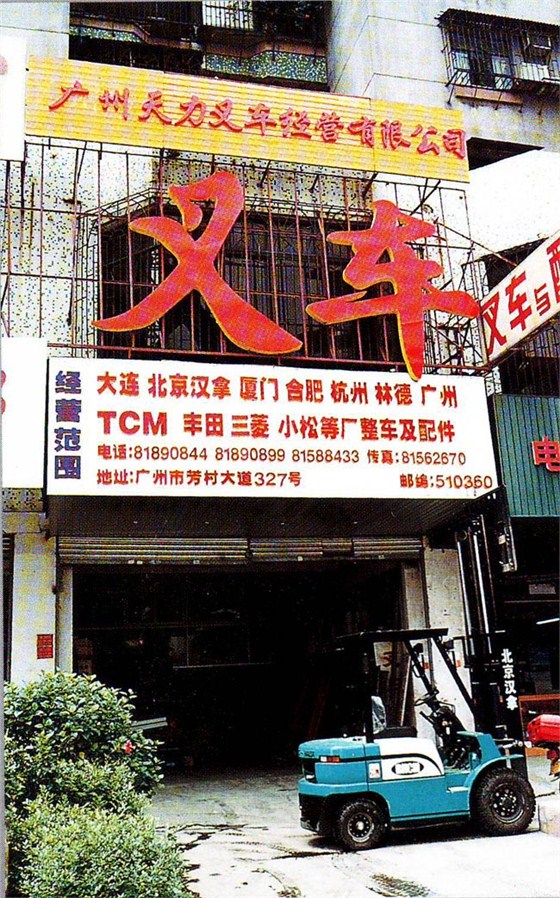 广州天力叉车经营有限公司
叉车
叉车与
经营范围
大连 北京汉拿 厦门 合肥 杭州 林德 广州
TCM 丰田 三菱 小松等厂整车及配件
电话:81890844 81890899 81588433 传真:81562670
地址:广州市芳村大道327号 邮编:510360
电
北京汉拿